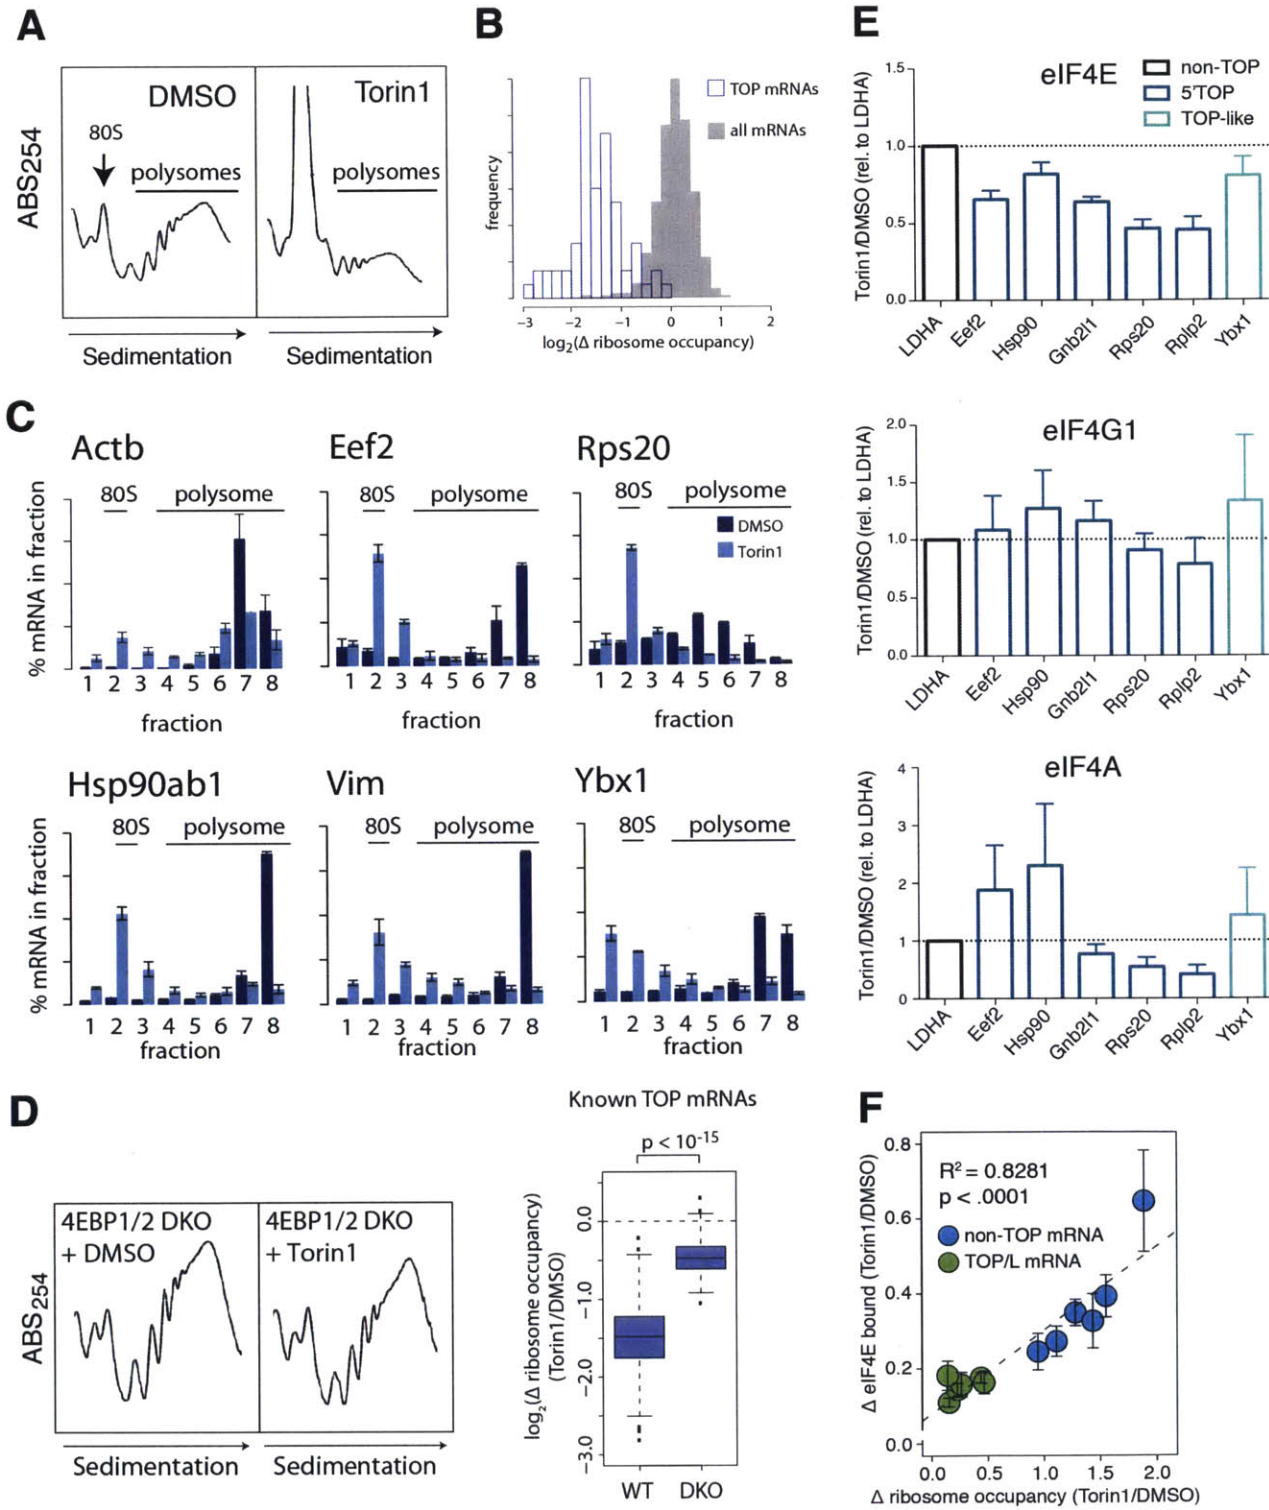 A
ABS254
DMSO
80S
polysomes
Torin1
polysomes
Sedimentation
Sedimentation
B
TOP mRNAs
all mRNAs
frequency
−3 −2 −1 0 1 2
log2(Δ ribosome occupancy)
C
Actb
80S polysome
% mRNA in fraction
1 2 3 4 5 6 7 8
fraction
Eef2
80S polysome
1 2 3 4 5 6 7 8
fraction
Rps20
80S polysome
DMSO
Torin1
1 2 3 4 5 6 7 8
fraction
Hsp90ab1
80S polysome
% mRNA in fraction
1 2 3 4 5 6 7 8
fraction
Vim
80S polysome
1 2 3 4 5 6 7 8
fraction
Ybx1
80S polysome
1 2 3 4 5 6 7 8
fraction
D
ABS254
4EBP1/2 DKO
+ DMSO
4EBP1/2 DKO
+ Torin1
Sedimentation
Sedimentation
Known TOP mRNAs
p < 10-15
log2(Δ ribosome occupancy)
(Torin1/DMSO)
0.0
−1.0
−2.0
−3.0
WT DKO
E
eIF4E
non-TOP
5'TOP
TOP-like
Torin1/DMSO (rel. to LDHA)
1.5
1.0
0.5
0.0
LDHA Eef2 Hsp90 Gnb2l1 Rps20 Rplp2 Ybx1
eIF4G1
Torin1/DMSO (rel. to LDHA)
2.0
1.5
1.0
0.5
0.0
LDHA Eef2 Hsp90 Gnb2l1 Rps20 Rplp2 Ybx1
eIF4A
Torin1/DMSO (rel. to LDHA)
4
3
2
1
0
LDHA Eef2 Hsp90 Gnb2l1 Rps20 Rplp2 Ybx1
F
Δ eIF4E bound (Torin1/DMSO)
0.8
0.6
0.4
0.2
0.0
R2 = 0.8281
p < .0001
non-TOP mRNA
TOP/L mRNA
0.0 0.5 1.0 1.5 2.0
Δ ribosome occupancy (Torin1/DMSO)